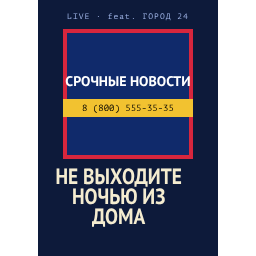 LIVE · feat. ГОРОД 24
СРОЧНЫЕ НОВОСТИ
8 (800) 555-35-35
НЕ ВЫХОДИТЕ
НОЧЬЮ ИЗ
ДОМА